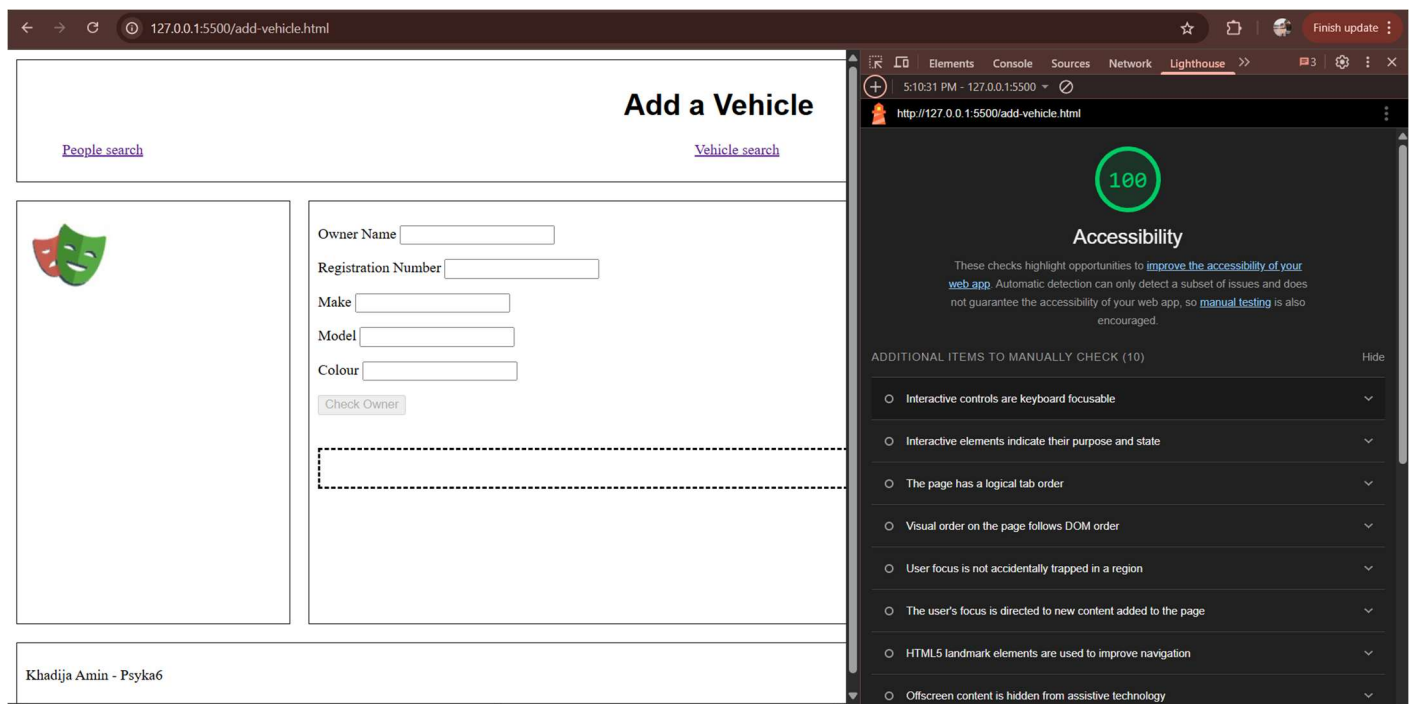 127.0.0.1:5500/add-vehicle.html
Finish update
Add a Vehicle
People search
Vehicle search
Owner Name
Registration Number
Make
Model
Colour
Check Owner
Khadija Amin - Psyka6
Elements Console Sources Network Lighthouse 3
5:10:31 PM - 127.0.0.1:5500
http://127.0.0.1:5500/add-vehicle.html
100
Accessibility
These checks highlight opportunities to improve the accessibility of your
web app. Automatic detection can only detect a subset of issues and does
not guarantee the accessibility of your web app, so manual testing is also
encouraged.
ADDITIONAL ITEMS TO MANUALLY CHECK (10) Hide
Interactive controls are keyboard focusable
Interactive elements indicate their purpose and state
The page has a logical tab order
Visual order on the page follows DOM order
User focus is not accidentally trapped in a region
The user's focus is directed to new content added to the page
HTML5 landmark elements are used to improve navigation
Offscreen content is hidden from assistive technology